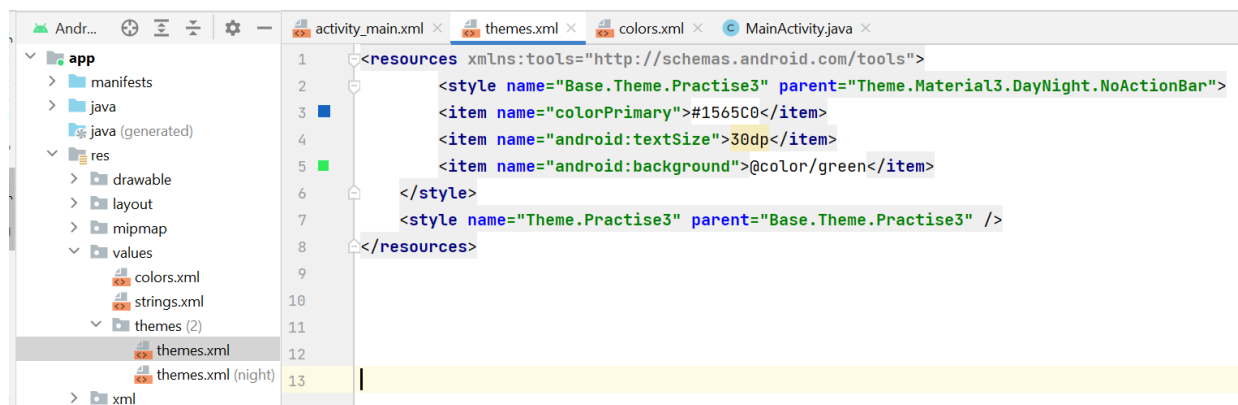 Andr...
activity_main.xml
themes.xml
colors.xml
C MainActivity.java
app
manifests
java
java (generated)
res
drawable
layout
mipmap
values
colors.xml
strings.xml
themes (2)
themes.xml
themes.xml (night)
xml
1 <resources xmlns:tools="http://schemas.android.com/tools">
2 <style name="Base.Theme.Practise3" parent="Theme.Material3.DayNight.NoActionBar">
3 <item name="colorPrimary">#1565C0</item>
4 <item name="android:textSize">30dp</item>
5 <item name="android:background">@color/green</item>
6 </style>
7 <style name="Theme.Practise3" parent="Base.Theme.Practise3" />
8 </resources>
9
10
11
12
13